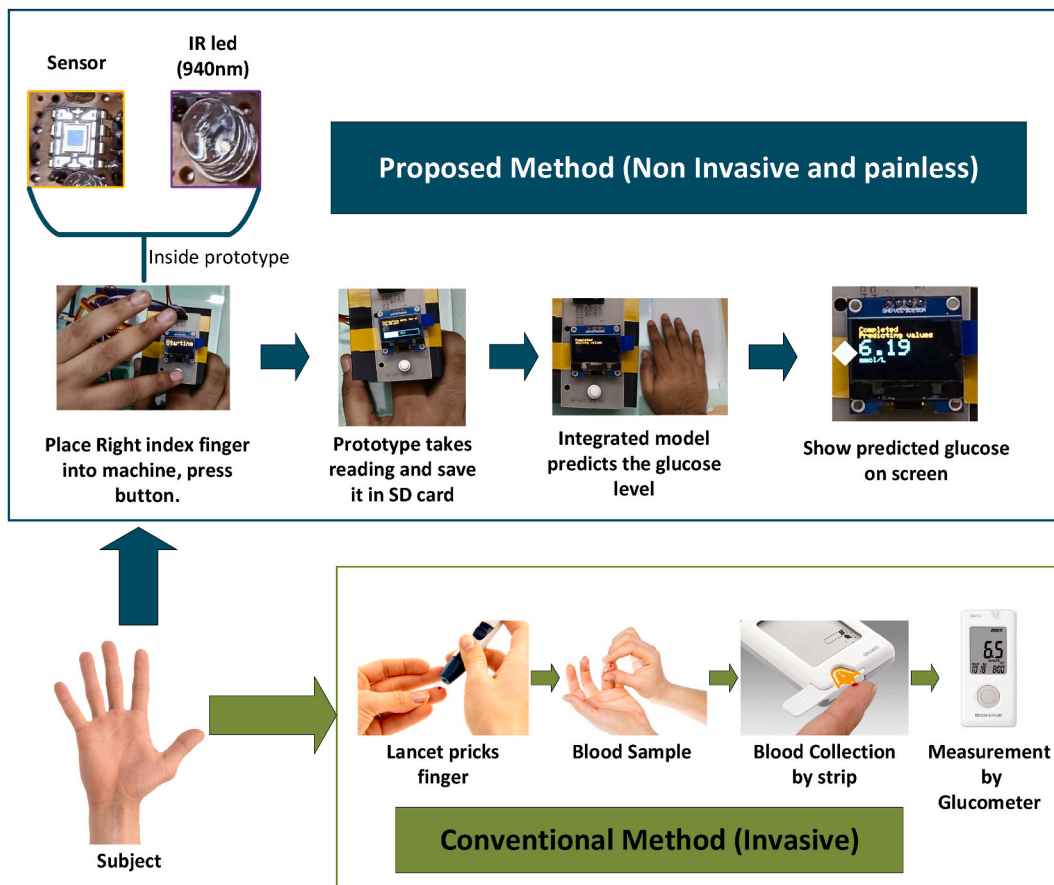 Sensor
IR led
(940nm)
Proposed Method (Non Invasive and painless)
Inside prototype
Starting
Completed
Completed
Predicting values
6.19
mmol/L
Place Right index finger
into machine, press
button.
Prototype takes
reading and save
it in SD card
Integrated model
predicts the glucose
level
Show predicted glucose
on screen
6.5
Lancet pricks
finger
Blood Sample
Blood Collection
by strip
Measurement
by
Glucometer
Subject
Conventional Method (Invasive)